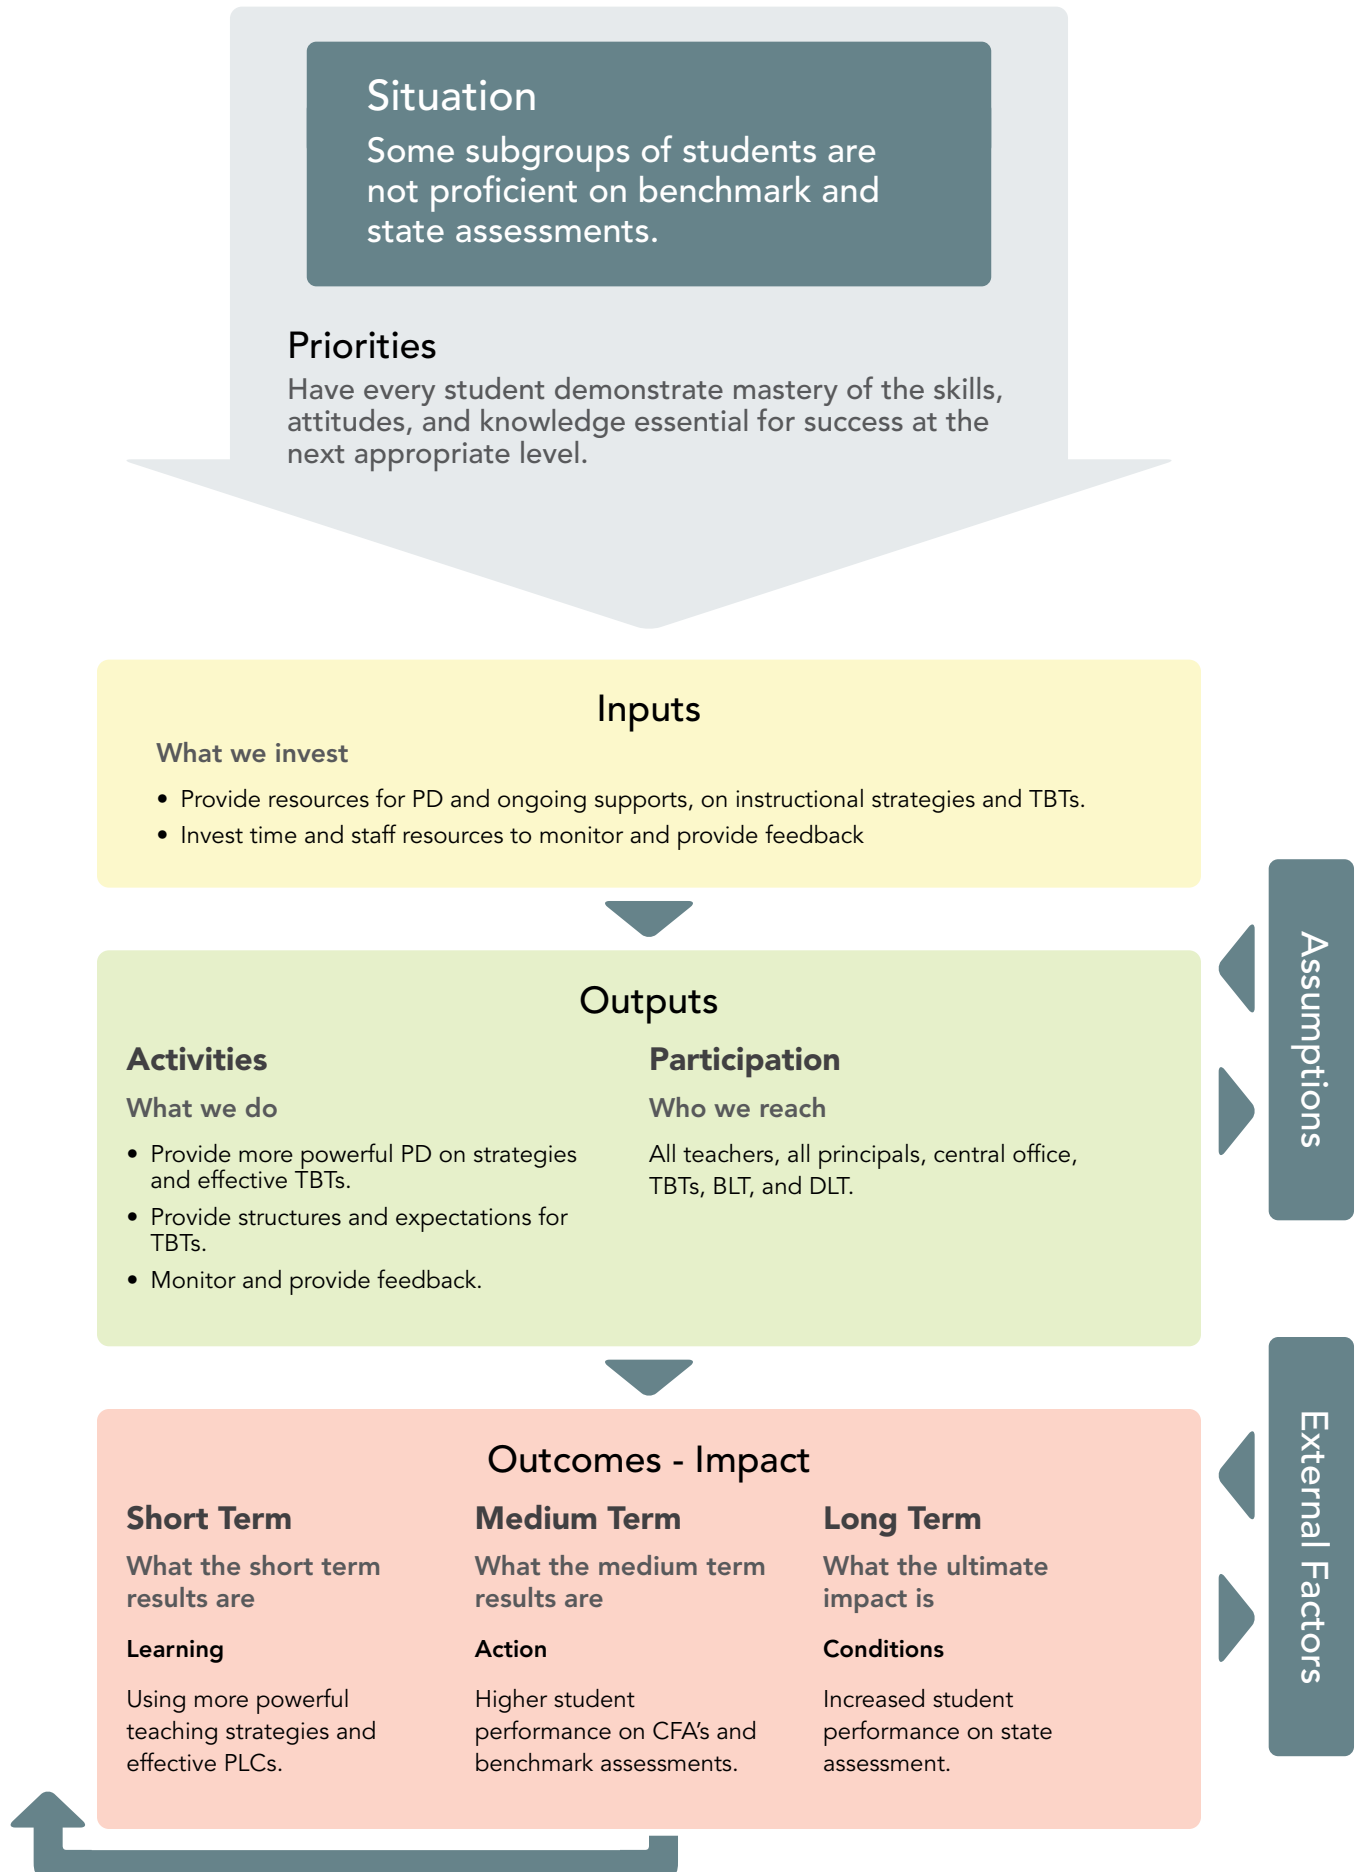 Situation
Some subgroups of students are
not proficient on benchmark and
state assessments.
Priorities
Have every student demonstrate mastery of the skills,
attitudes, and knowledge essential for success at the
next appropriate level.
Inputs
What we invest
• Provide resources for PD and ongoing supports, on instructional strategies and TBTs.
• Invest time and staff resources to monitor and provide feedback
Outputs
Activities
What we do
• Provide more powerful PD on strategies
and effective TBTs.
• Provide structures and expectations for
TBTs.
• Monitor and provide feedback.
Participation
Who we reach
All teachers, all principals, central office,
TBTs, BLT, and DLT.
Assumptions
Outcomes - Impact
Short Term
What the short term
results are
Learning
Using more powerful
teaching strategies and
effective PLCs.
Medium Term
What the medium term
results are
Action
Higher student
performance on CFA’s and
benchmark assessments.
Long Term
What the ultimate
impact is
Conditions
Increased student
performance on state
assessment.
External Factors